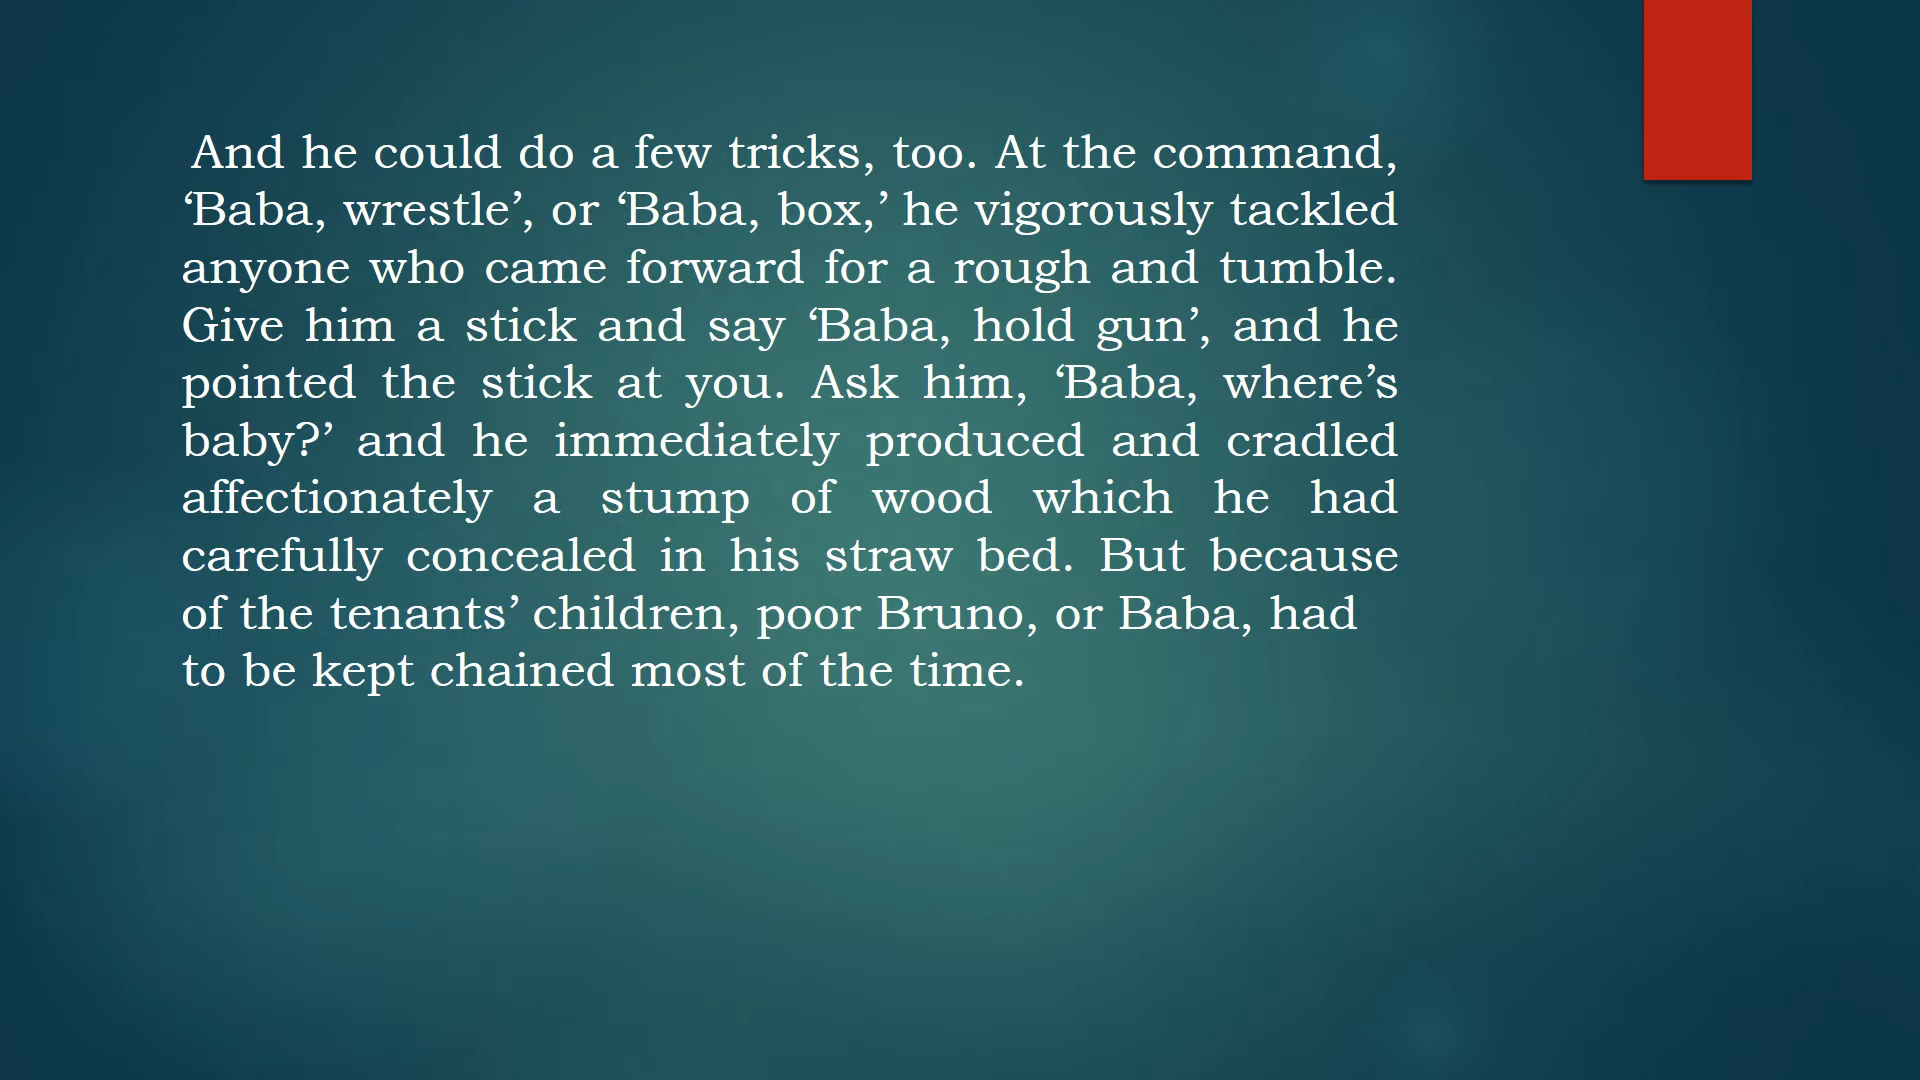 And he could do a few tricks, too. At the command,
‘Baba, wrestle’, or ‘Baba, box,’ he vigorously tackled
anyone who came forward for a rough and tumble.
Give him a stick and say ‘Baba, hold gun’, and he
pointed the stick at you. Ask him, ‘Baba, where’s
baby?’ and he immediately produced and cradled
affectionately a stump of wood which he had
carefully concealed in his straw bed. But because
of the tenants’ children, poor Bruno, or Baba, had
to be kept chained most of the time.